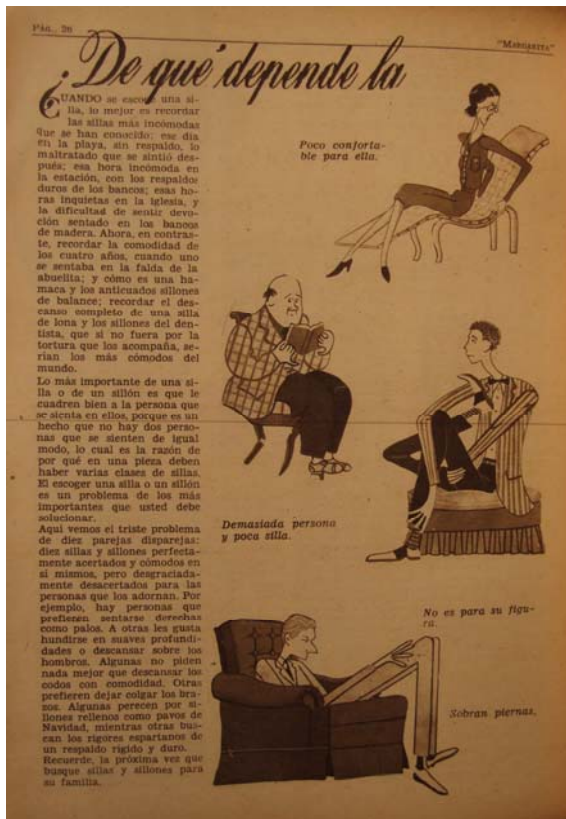 Pág. 28
"MARGARITA"
¿De qué depende la
CUANDO se escoge una si-
lla, lo mejor es recordar
las sillas más incómodas
que se han conocido: ese día
en la playa, sin respaldo, lo
maltratado que se sintió des-
pués; esa hora incómoda en
la estación, con los respaldos
duros de los bancos; esas ho-
ras inquietas en la iglesia, y
la dificultad de sentir devo-
ción sentado en los bancos
de madera. Ahora, en contras-
te, recordar la comodidad de
los cuatro años, cuando uno
se sentaba en la falda de la
abuelita; y cómo es una ha-
maca y los anticuados sillones
de balance; recordar el des-
canso completo de una silla
de lona y los sillones del den-
tista, que si no fuera por la
tortura que los acompaña, se-
rían los más cómodos del
mundo.
Lo más importante de una si-
lla o de un sillón es que le
cuadren bien a la persona que
se sienta en ellos, porque es un
hecho que no hay dos perso-
nas que se sienten de igual
modo, lo cual es la razón de
por qué en una pieza deben
haber varias clases de sillas.
El escoger una silla o un sillón
es un problema de los más
importantes que usted debe
solucionar.
Aquí vemos el triste problema
de diez parejas disparejas:
diez sillas y sillones perfecta-
mente acertados y cómodos en
sí mismos, pero desgraciada-
mente desacertados para las
personas que los adornan. Por
ejemplo, hay personas que
prefieren sentarse derechas
como palos. A otras les gusta
hundirse en suaves profundi-
dades o descansar sobre los
hombros. Algunas no piden
nada mejor que descansar los
codos con comodidad. Otras
prefieren dejar colgar los bra-
zos. Algunas perecen por si-
llones rellenos como pavos de
Navidad, mientras otras bus-
can los rigores espartanos de
un respaldo rígido y duro.
Recuerde, la próxima vez que
busque sillas y sillones para
su familia.
Poco conforta-
ble para ella.
Demasiada persona
y poca silla.
No es para su figu-
ra.
Sobran piernas.